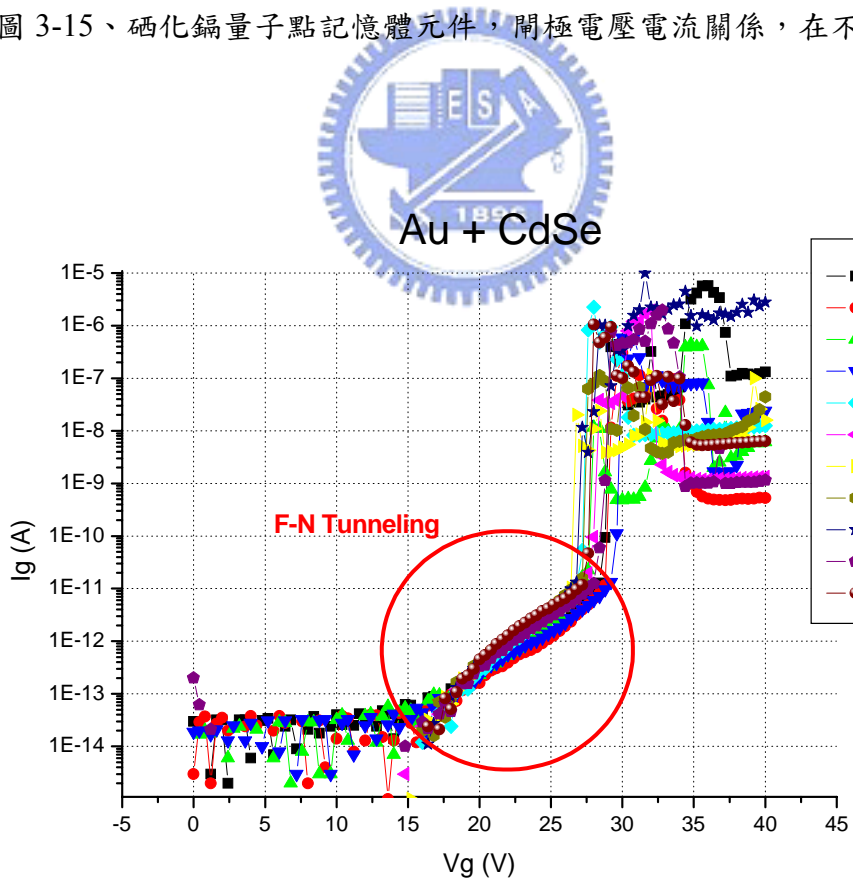 圖 3-15、硒化鎘量子點記憶體元件，閘極電壓電流關係，在不
E S A
1896
Au + CdSe
1E-5
1E-6
1E-7
1E-8
1E-9
1E-10
1E-11
1E-12
1E-13
1E-14
Ig (A)
F-N Tunneling
-5 0 5 10 15 20 25 30 35 40 45
Vg (V)